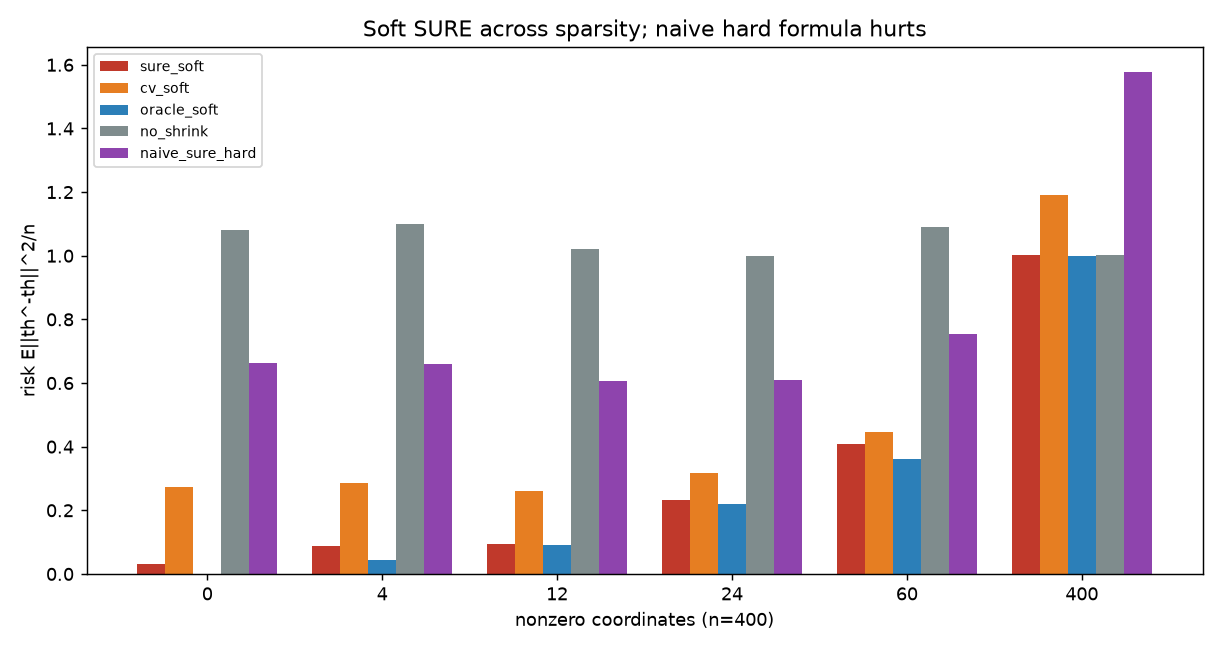 Soft SURE across sparsity; naive hard formula hurts
sure_soft
cv_soft
oracle_soft
no_shrink
naive_sure_hard
risk E||th^-th||^2/n
1.6
1.4
1.2
1.0
0.8
0.6
0.4
0.2
0.0
0 4 12 24 60 400
nonzero coordinates (n=400)